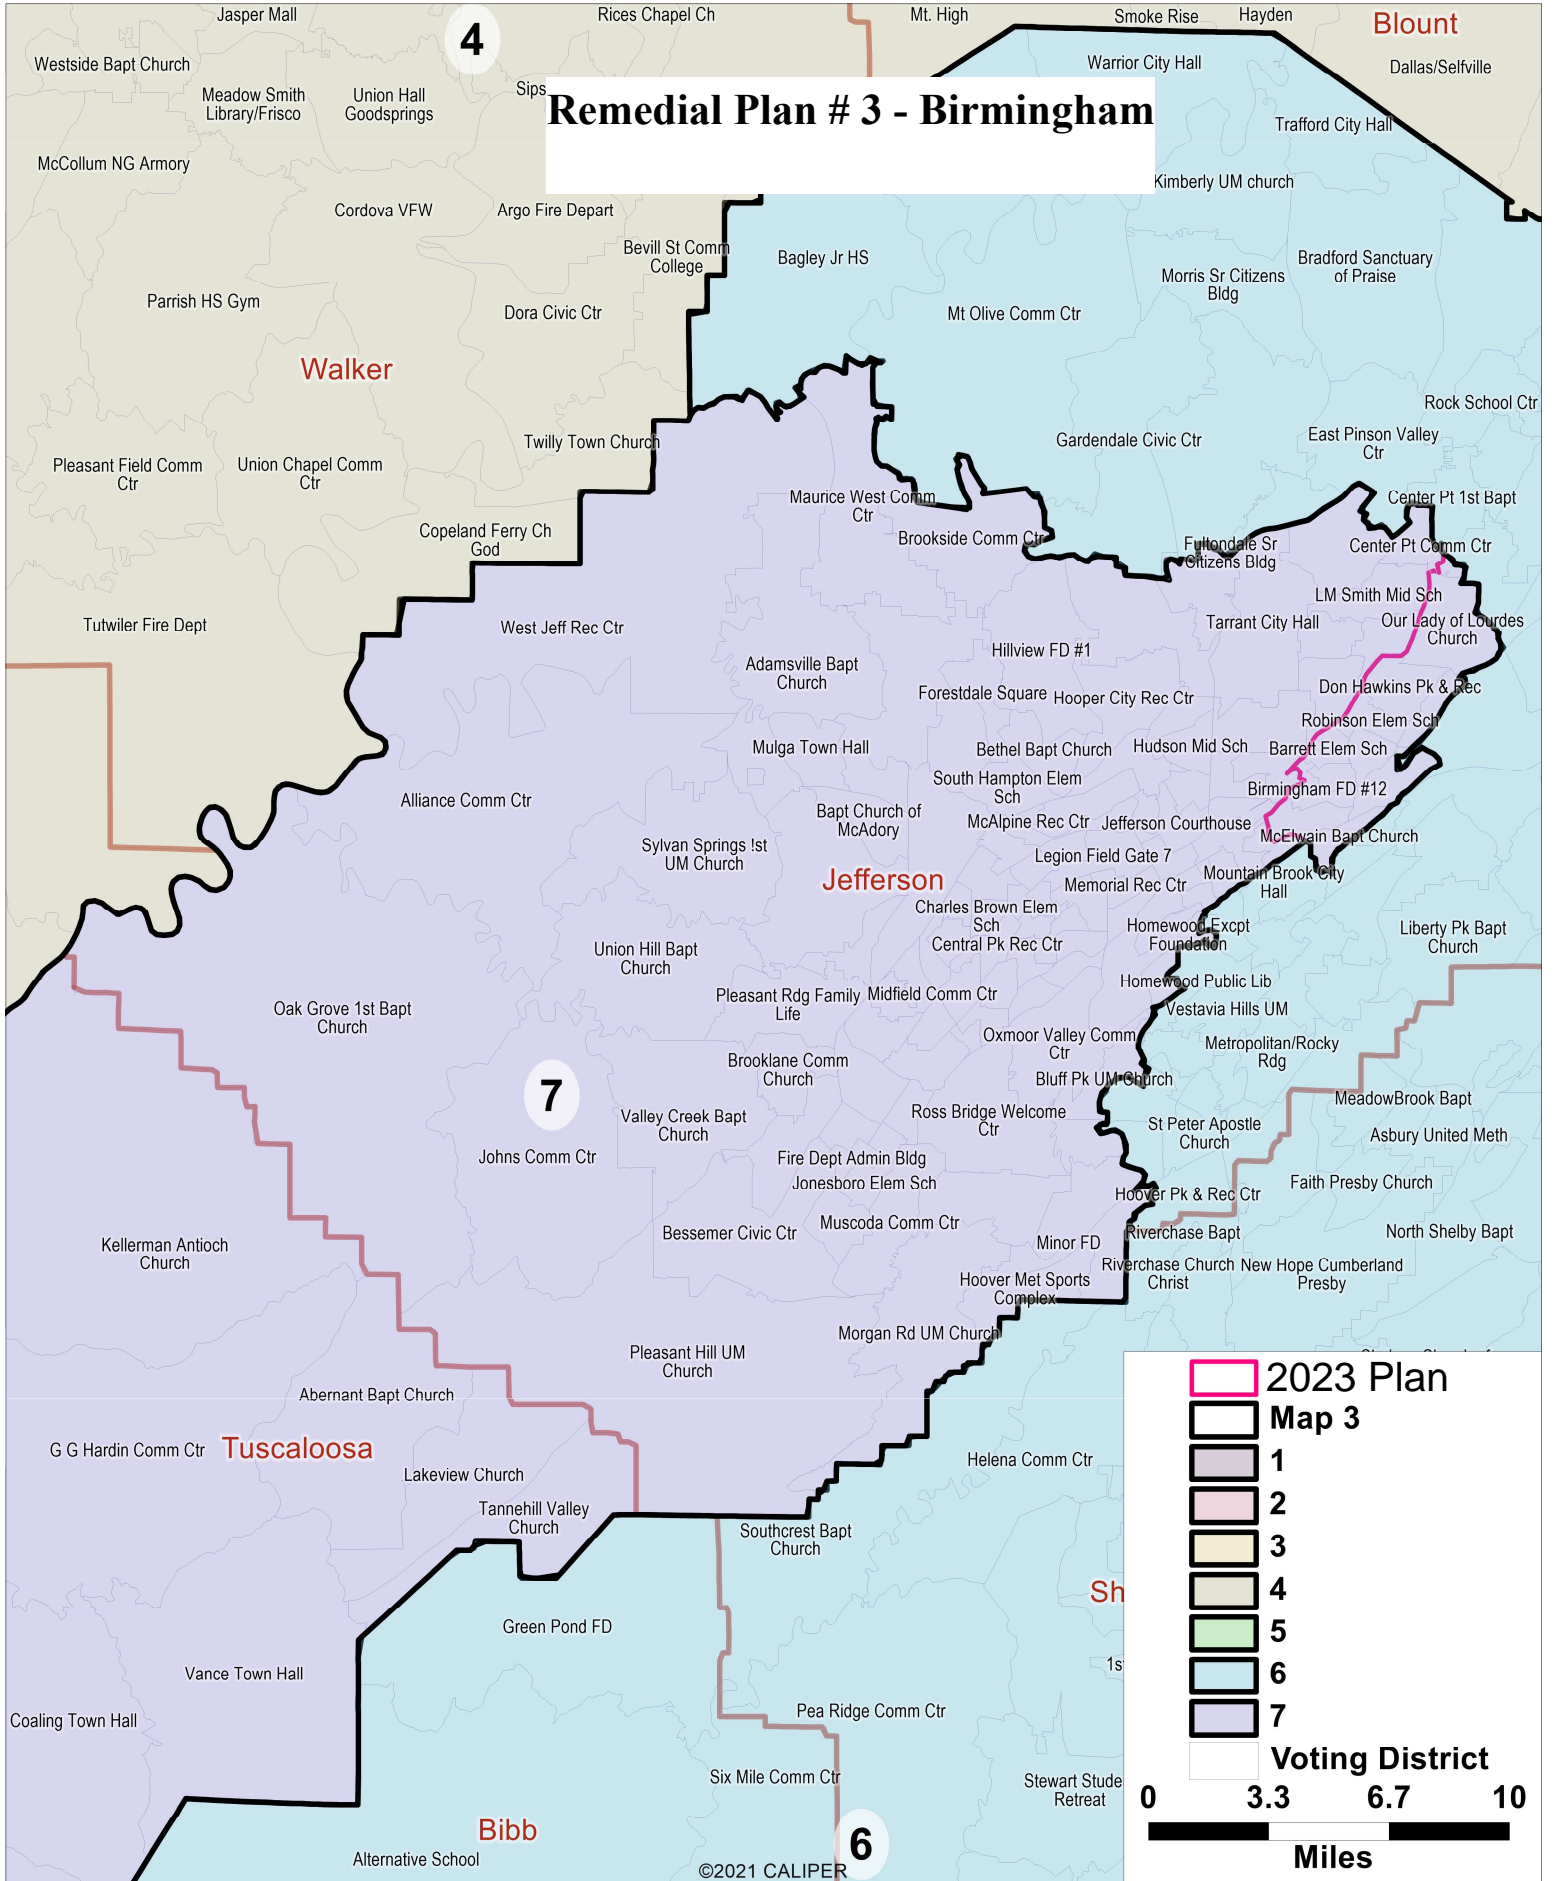 Jasper Mall
Rices Chapel Ch
Mt. High
Smoke Rise
Hayden
Blount
4
Westside Bapt Church
Warrior City Hall
Dallas/Selfville
Meadow Smith
Library/Frisco
Union Hall
Goodsprings
Sips
Remedial Plan # 3 - Birmingham
Trafford City Hall
McCollum NG Armory
Kimberly UM church
Cordova VFW
Argo Fire Depart
Bevill St Comm
College
Bagley Jr HS
Bradford Sanctuary
of Praise
Morris Sr Citizens
Bldg
Parrish HS Gym
Dora Civic Ctr
Mt Olive Comm Ctr
Walker
Rock School Ctr
Twilly Town Church
Gardendale Civic Ctr
East Pinson Valley
Ctr
Pleasant Field Comm
Ctr
Union Chapel Comm
Ctr
Maurice West Comm
Ctr
Center Pt 1st Bapt
Copeland Ferry Ch
God
Brookside Comm Ctr
Fultondale Sr
Citizens Bldg
Center Pt Comm Ctr
LM Smith Mid Sch
Tutwiler Fire Dept
West Jeff Rec Ctr
Tarrant City Hall
Our Lady of Lourdes
Church
Hillview FD #1
Adamsville Bapt
Church
Forestdale Square
Hooper City Rec Ctr
Don Hawkins Pk & Rec
Robinson Elem Sch
Mulga Town Hall
Bethel Bapt Church
Hudson Mid Sch
Barrett Elem Sch
South Hampton Elem
Sch
Birmingham FD #12
Alliance Comm Ctr
Bapt Church of
McAdory
McAlpine Rec Ctr
Jefferson Courthouse
McElwain Bapt Church
Sylvan Springs !st
UM Church
Legion Field Gate 7
Jefferson
Memorial Rec Ctr
Mountain Brook City
Hall
Charles Brown Elem
Sch
Central Pk Rec Ctr
Homewood Excpt
Foundation
Liberty Pk Bapt
Church
Union Hill Bapt
Church
Homewood Public Lib
Oak Grove 1st Bapt
Church
Pleasant Rdg Family
Life
Midfield Comm Ctr
Vestavia Hills UM
Oxmoor Valley Comm
Ctr
Metropolitan/Rocky
Rdg
Brooklane Comm
Church
Bluff Pk UM Church
7
MeadowBrook Bapt
Valley Creek Bapt
Church
Ross Bridge Welcome
Ctr
St Peter Apostle
Church
Asbury United Meth
Johns Comm Ctr
Fire Dept Admin Bldg
Jonesboro Elem Sch
Faith Presby Church
Hoover Pk & Rec Ctr
Bessemer Civic Ctr
Muscoda Comm Ctr
Riverchase Bapt
North Shelby Bapt
Kellerman Antioch
Church
Minor FD
Riverchase Church
Christ
New Hope Cumberland
Presby
Hoover Met Sports
Complex
Morgan Rd UM Church
Pleasant Hill UM
Church
Abernant Bapt Church
G G Hardin Comm Ctr
Tuscaloosa
Lakeview Church
Helena Comm Ctr
Tannehill Valley
Church
Southcrest Bapt
Church
Sh
Green Pond FD
1st
Vance Town Hall
Pea Ridge Comm Ctr
Coaling Town Hall
Six Mile Comm Ctr
Stewart Stude
Retreat
Bibb
6
Alternative School
©2021 CALIPER
2023 Plan
Map 3
1
2
3
4
5
6
7
Voting District
0 3.3 6.7 10
Miles